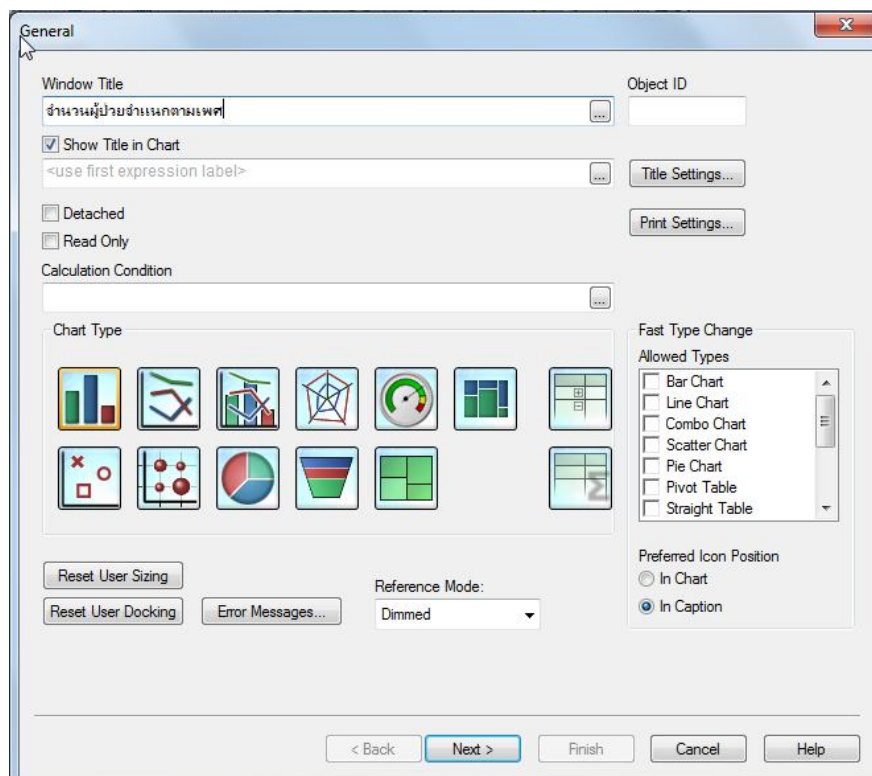 General
Window Title
จำนวนผู้ป่วยจำแนกตามเพศ
...
Object ID
Show Title in Chart
<use first expression label>
...
Title Settings...
Detached
Print Settings...
Read Only
Calculation Condition
...
Chart Type
Fast Type Change
Allowed Types
Bar Chart
Line Chart
Combo Chart
Scatter Chart
Pie Chart
Pivot Table
Straight Table
Preferred Icon Position
In Chart
In Caption
Reset User Sizing
Reset User Docking
Error Messages...
Reference Mode:
Dimmed
< Back
Next >
Finish
Cancel
Help